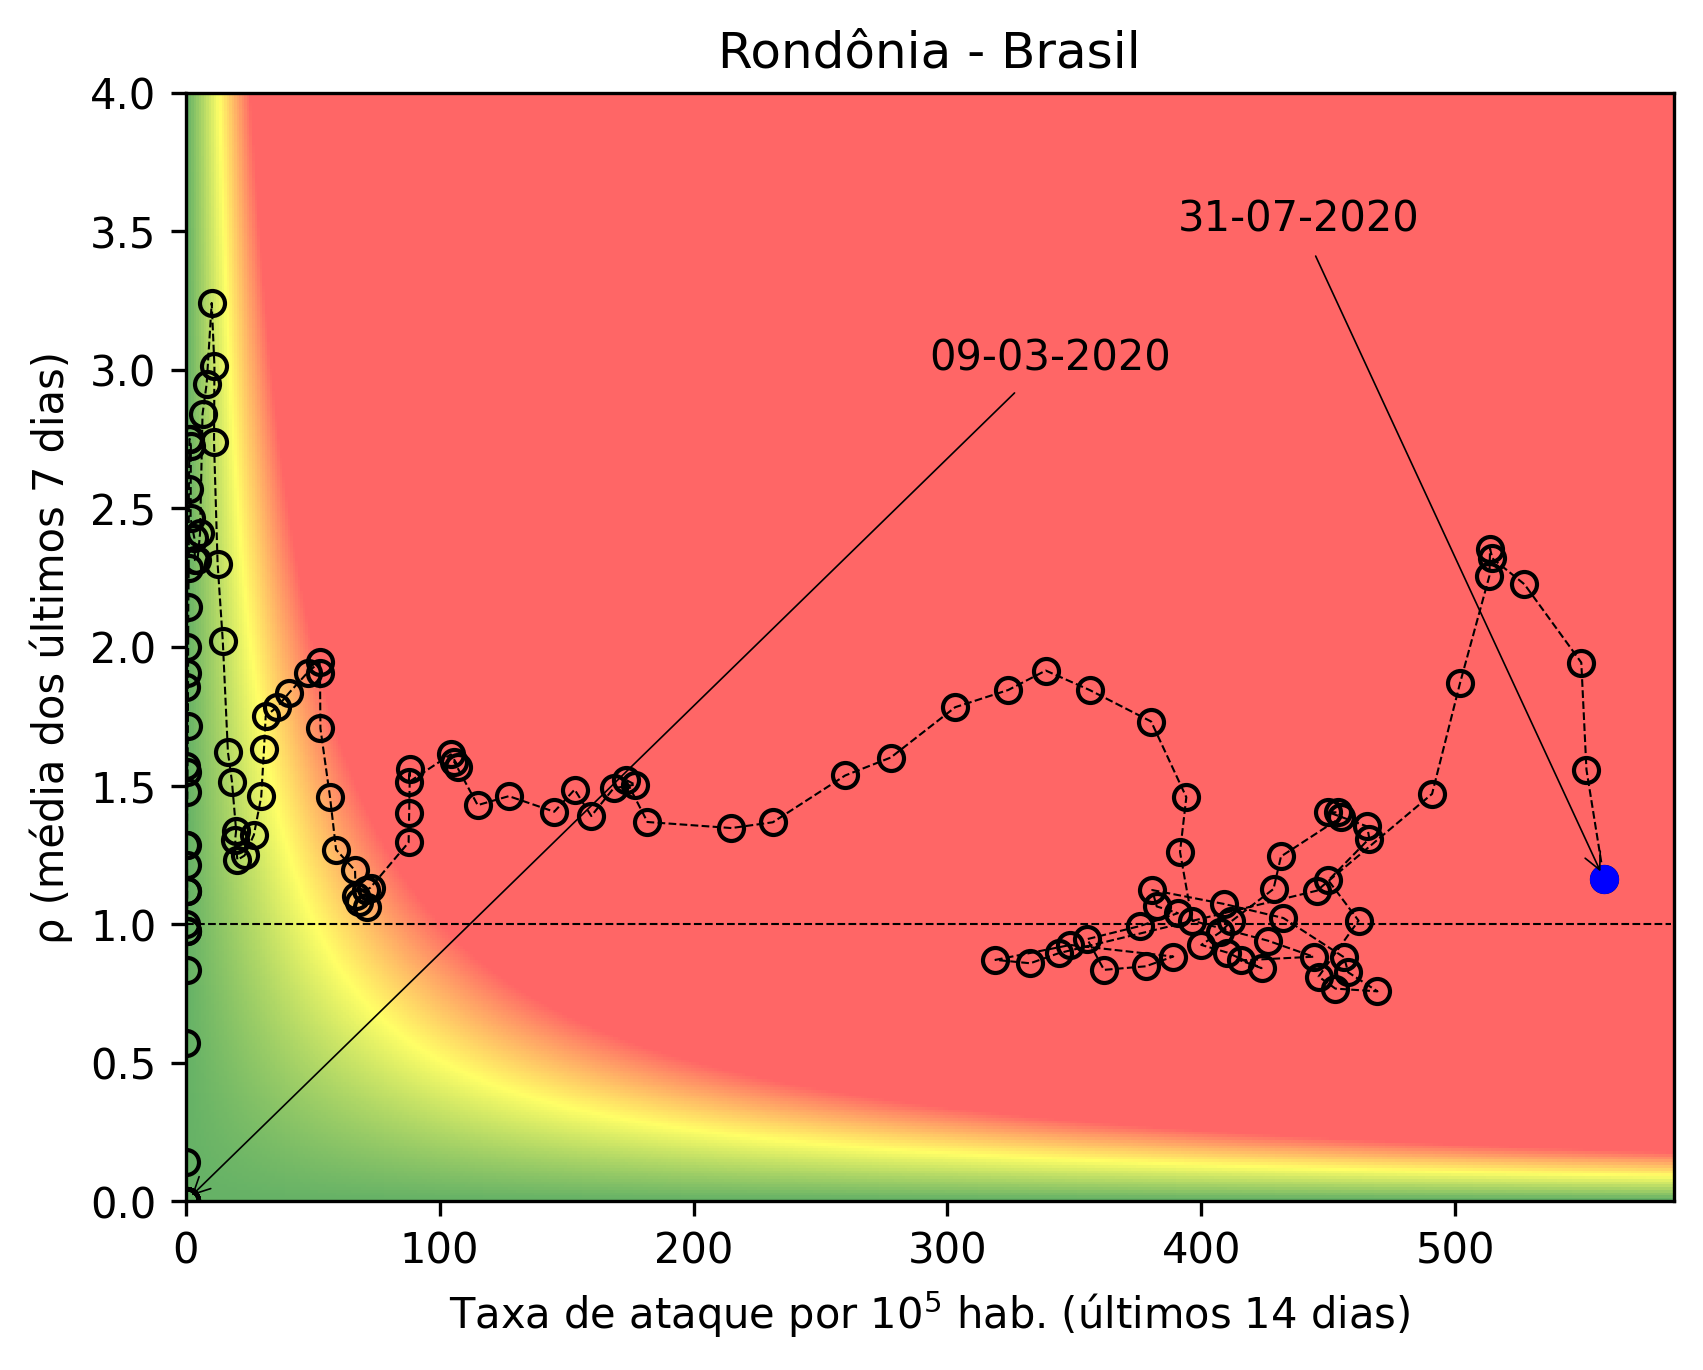 Rondônia - Brasil
4.0
3.5
3.0
2.5
2.0
1.5
1.0
0.5
0.0
ρ (média dos últimos 7 dias)
31-07-2020
09-03-2020
0 100 200 300 400 500
Taxa de ataque por 10⁵ hab. (últimos 14 dias)